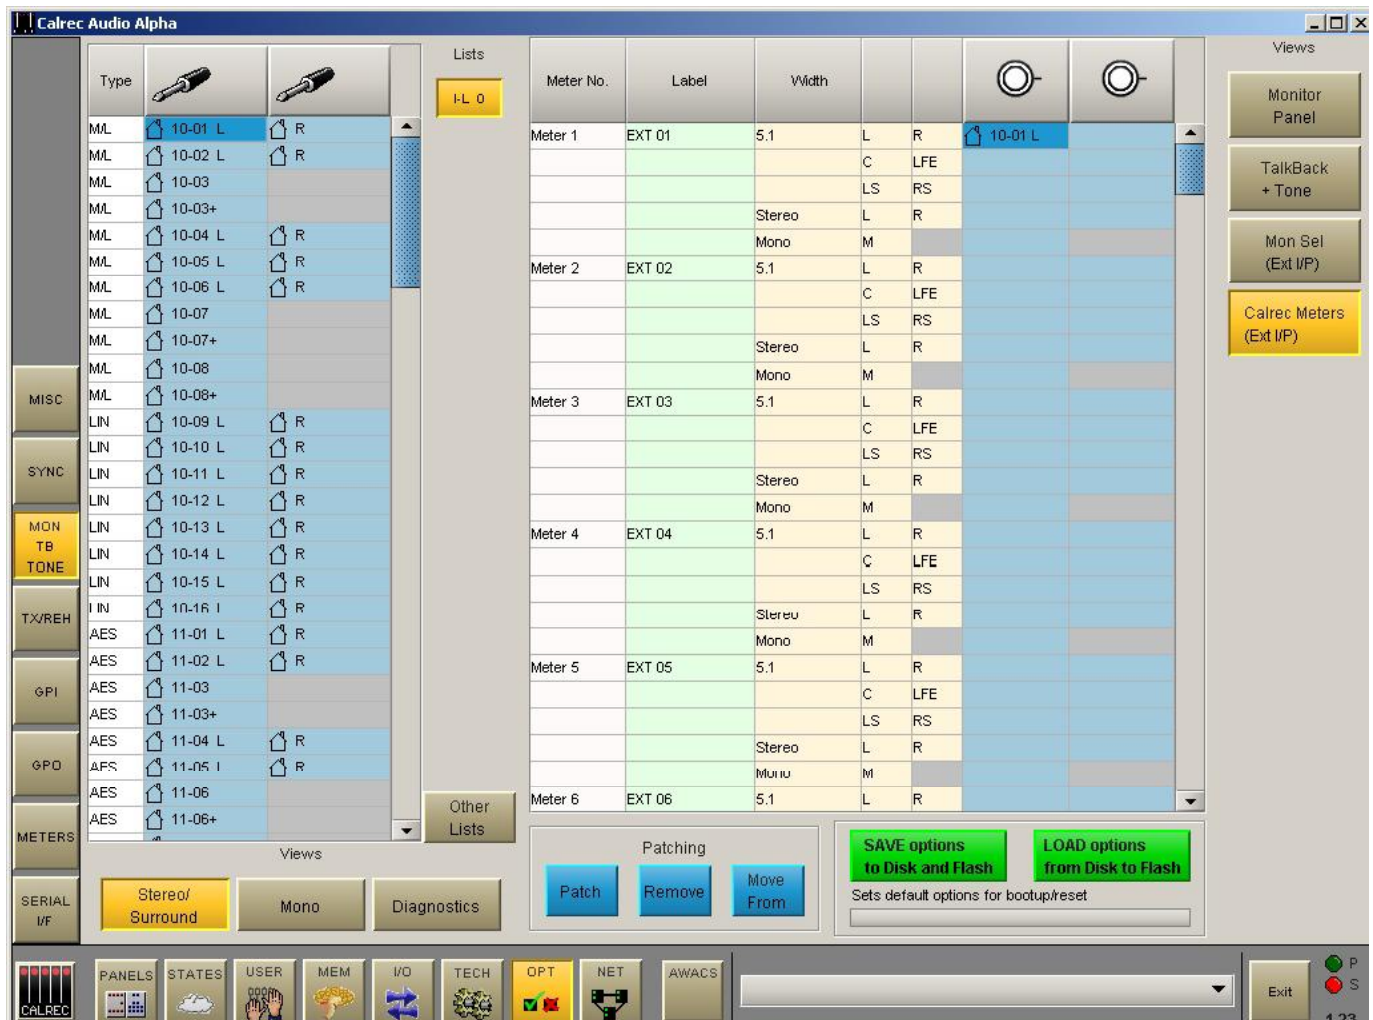 Calrec Audio Alpha
Type
M/L 10-01 L R
M/L 10-02 L R
M/L 10-03
M/L 10-03+
M/L 10-04 L R
M/L 10-05 L R
M/L 10-06 L R
M/L 10-07
M/L 10-07+
M/L 10-08
M/L 10-08+
LIN 10-09 L R
LIN 10-10 L R
LIN 10-11 L R
LIN 10-12 L R
LIN 10-13 L R
LIN 10-14 L R
LIN 10-15 L R
LIN 10-16 L R
AES 11-01 L R
AES 11-02 L R
AES 11-03
AES 11-03+
AES 11-04 L R
AES 11-05 L R
AES 11-06
AES 11-06+
Lists
I-L 0
Other
Lists
Meter No. Label Width
Meter 1 EXT 01 5.1 L R 10-01 L
C LFE
LS RS
Stereo L R
Mono M
Meter 2 EXT 02 5.1 L R
C LFE
LS RS
Stereo L R
Mono M
Meter 3 EXT 03 5.1 L R
C LFE
LS RS
Stereo L R
Mono M
Meter 4 EXT 04 5.1 L R
C LFE
LS RS
Stereo L R
Mono M
Meter 5 EXT 05 5.1 L R
C LFE
LS RS
Stereo L R
Mono M
Meter 6 EXT 06 5.1 L R
Views
Monitor
Panel
TalkBack
+ Tone
Mon Sel
(Ext I/P)
Calrec Meters
(Ext I/P)
MISC
SYNC
MON
TB
TONE
TX/REH
GPI
GPO
METERS
SERIAL
I/F
Views
Stereo/
Surround
Mono
Diagnostics
Patching
Patch
Remove
Move
From
SAVE options
to Disk and Flash
LOAD options
from Disk to Flash
Sets default options for bootup/reset
CALREC
PANELS
STATES
USER
MEM
I/O
TECH
OPT
NET
AWACS
Exit
P
S
1.23